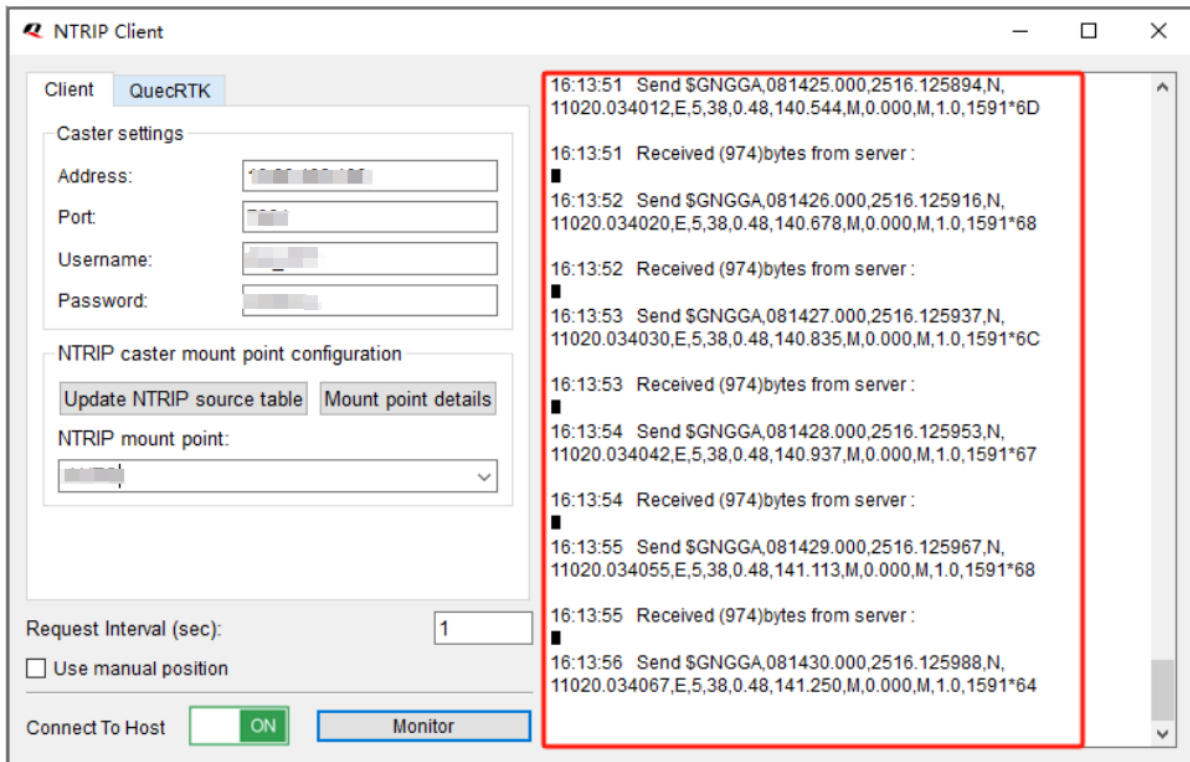 NTRIP Client
Client
QuecRTK
Caster settings
Address:
Port:
Username:
Password:
NTRIP caster mount point configuration
Update NTRIP source table
Mount point details
NTRIP mount point:
Request Interval (sec):
1
Use manual position
Connect To Host
ON
Monitor
16:13:51 Send $GNGGA,081425.000,2516.125894,N,
11020.034012,E,5,38,0.48,140.544,M,0.000,M,1.0,1591*6D
16:13:51 Received (974)bytes from server :
16:13:52 Send $GNGGA,081426.000,2516.125916,N,
11020.034020,E,5,38,0.48,140.678,M,0.000,M,1.0,1591*68
16:13:52 Received (974)bytes from server :
16:13:53 Send $GNGGA,081427.000,2516.125937,N,
11020.034030,E,5,38,0.48,140.835,M,0.000,M,1.0,1591*6C
16:13:53 Received (974)bytes from server :
16:13:54 Send $GNGGA,081428.000,2516.125953,N,
11020.034042,E,5,38,0.48,140.937,M,0.000,M,1.0,1591*67
16:13:54 Received (974)bytes from server :
16:13:55 Send $GNGGA,081429.000,2516.125967,N,
11020.034055,E,5,38,0.48,141.113,M,0.000,M,1.0,1591*68
16:13:55 Received (974)bytes from server :
16:13:56 Send $GNGGA,081430.000,2516.125988,N,
11020.034067,E,5,38,0.48,141.250,M,0.000,M,1.0,1591*64